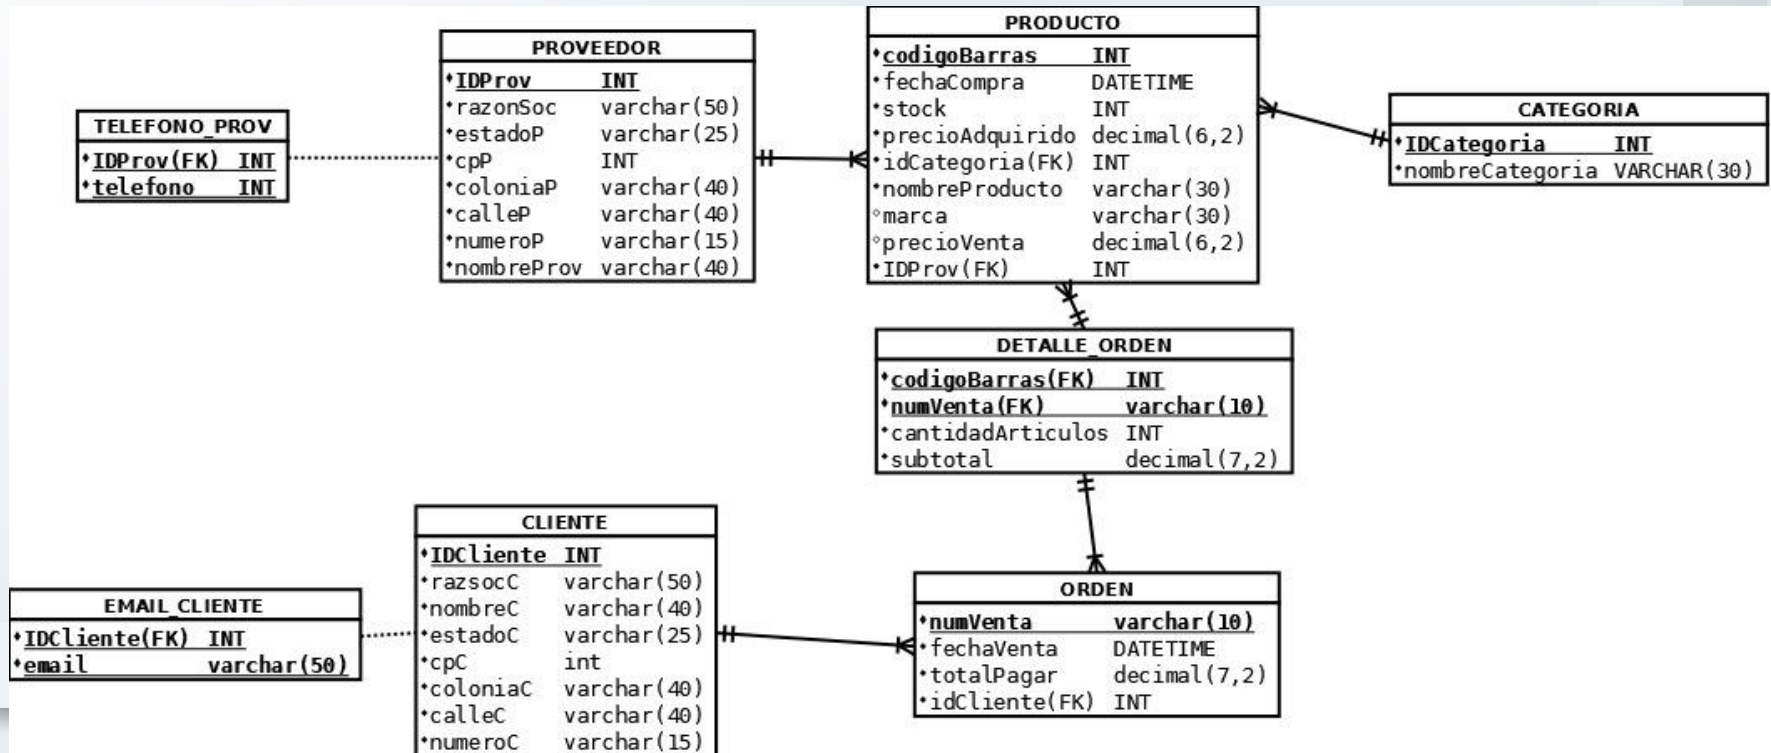 TELEFONO_PROV
IDProv(FK) INT
telefono INT
PROVEEDOR
IDProv INT
razonSoc varchar(50)
estadoP varchar(25)
cpP INT
coloniaP varchar(40)
calleP varchar(40)
numeroP varchar(15)
nombreProv varchar(40)
PRODUCTO
codigoBarras INT
fechaCompra DATETIME
stock INT
precioAdquirido decimal(6,2)
idCategoria(FK) INT
nombreProducto varchar(30)
marca varchar(30)
precioVenta decimal(6,2)
IDProv(FK) INT
CATEGORIA
IDCategoria INT
nombreCategoria VARCHAR(30)
DETALLE_ORDEN
codigoBarras(FK) INT
numVenta(FK) varchar(10)
cantidadArticulos INT
subtotal decimal(7,2)
EMAIL_CLIENTE
IDCliente(FK) INT
email varchar(50)
CLIENTE
IDCliente INT
razsocC varchar(50)
nombreC varchar(40)
estadoC varchar(25)
cpC int
coloniaC varchar(40)
calleC varchar(40)
numeroC varchar(15)
ORDEN
numVenta varchar(10)
fechaVenta DATETIME
totalPagar decimal(7,2)
idCliente(FK) INT